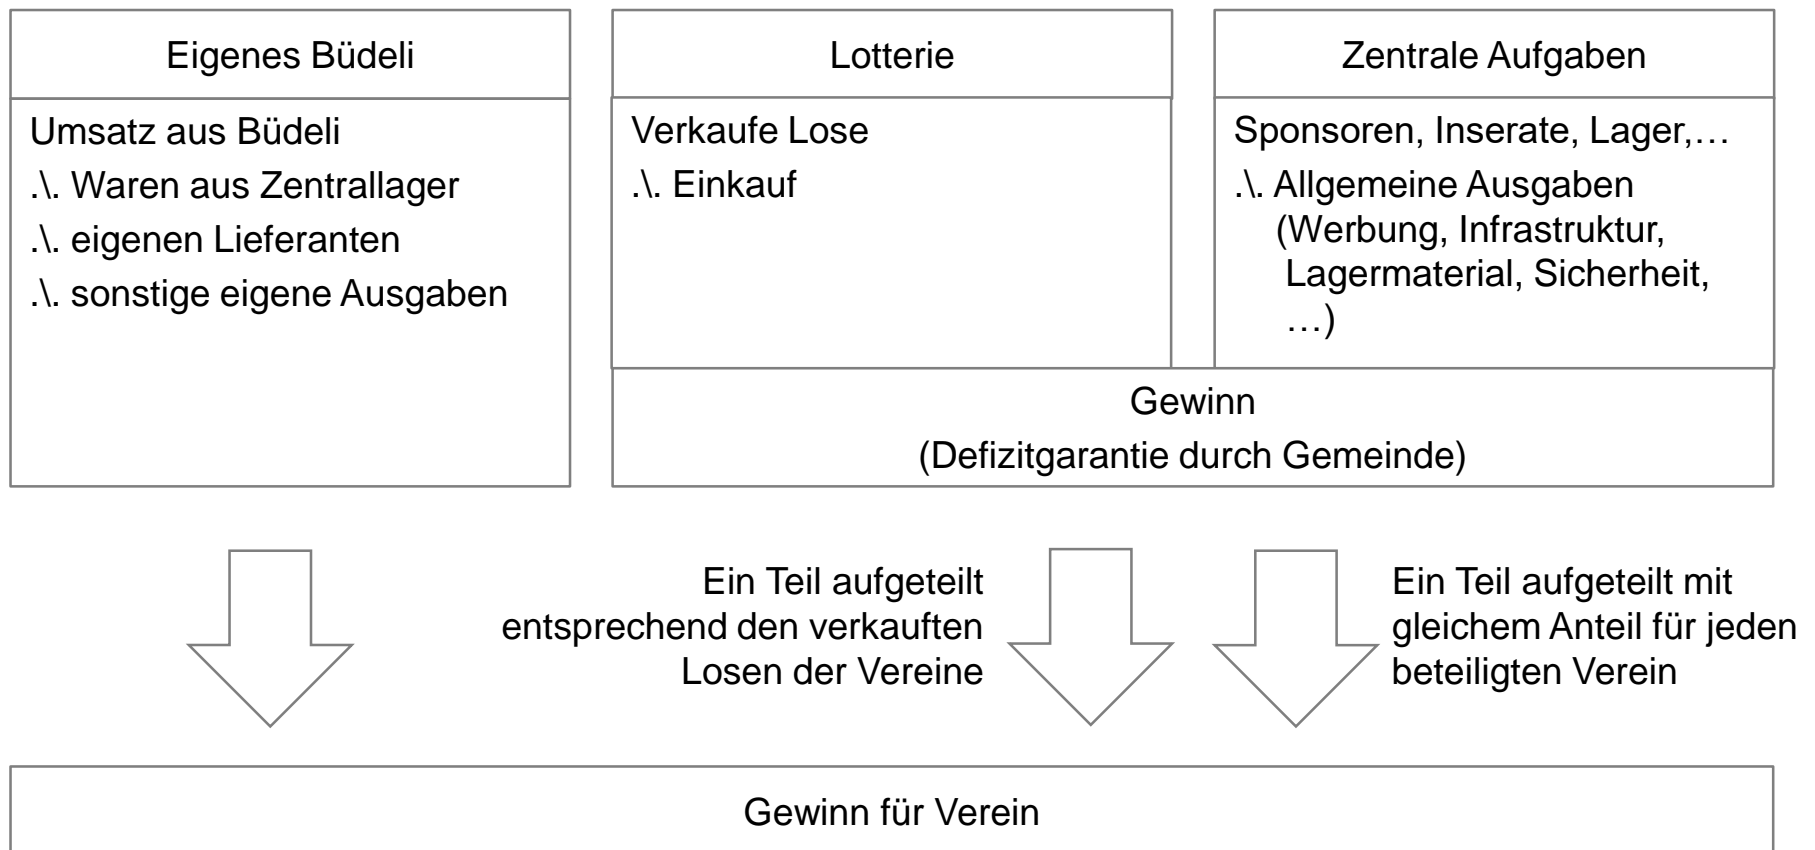 Eigenes Büdeli
Umsatz aus Büdeli
.\. Waren aus Zentrallager
.\. eigenen Lieferanten
.\. sonstige eigene Ausgaben
Lotterie
Verkaufe Lose
.\. Einkauf
Zentrale Aufgaben
Sponsoren, Inserate, Lager,…
.\. Allgemeine Ausgaben
(Werbung, Infrastruktur,
Lagermaterial, Sicherheit,
…)
Gewinn
(Defizitgarantie durch Gemeinde)
Ein Teil aufgeteilt
entsprechend den verkauften
Losen der Vereine
Ein Teil aufgeteilt mit
gleichem Anteil für jeden
beteiligten Verein
Gewinn für Verein